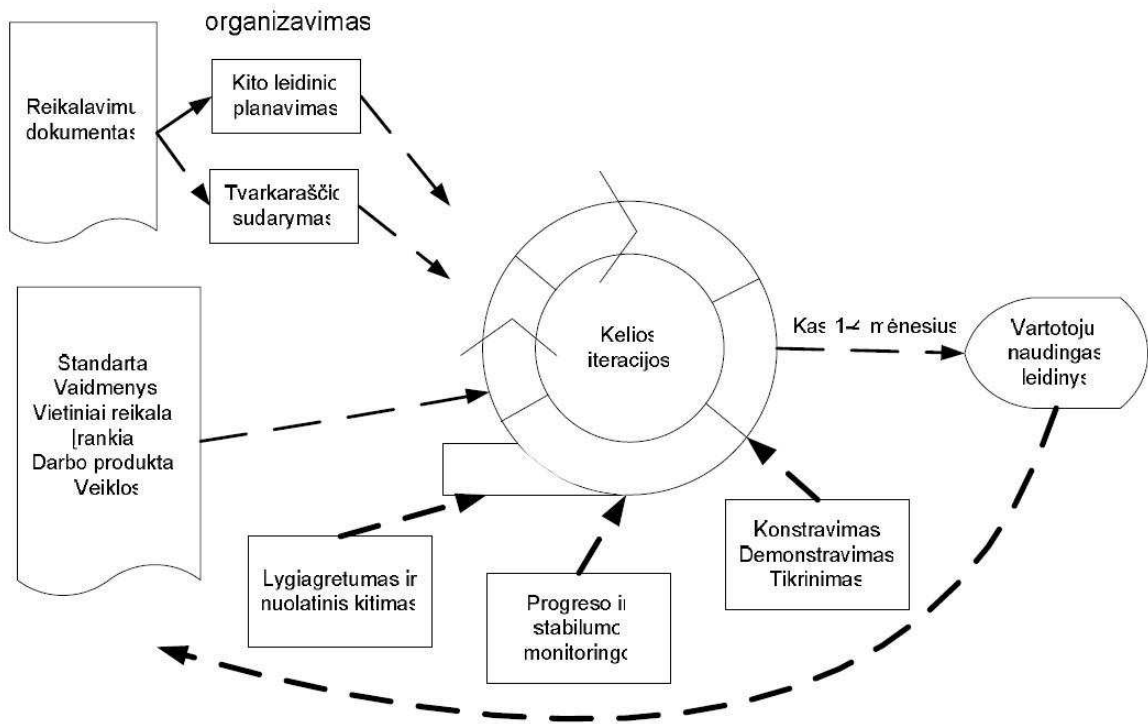 organizavimas
Reikalavimu
dokumentas
Kito leidinio
planavimas
Tvarkaraščio
sudarymas
Štandarta
Vaidmenys
Vietiniai reikala
Įrankia
Darbo produkta
Veiklos
Kelios
iteracijos
Kas 1-4 mėnesius
Vartotoju
naudingas
leidinys
Lygiagretumas ir
nuolatinis kitimas
Progreso ir
stabilumo
monitoringo
Konstravimas
Demonstravimas
Tikrinimas